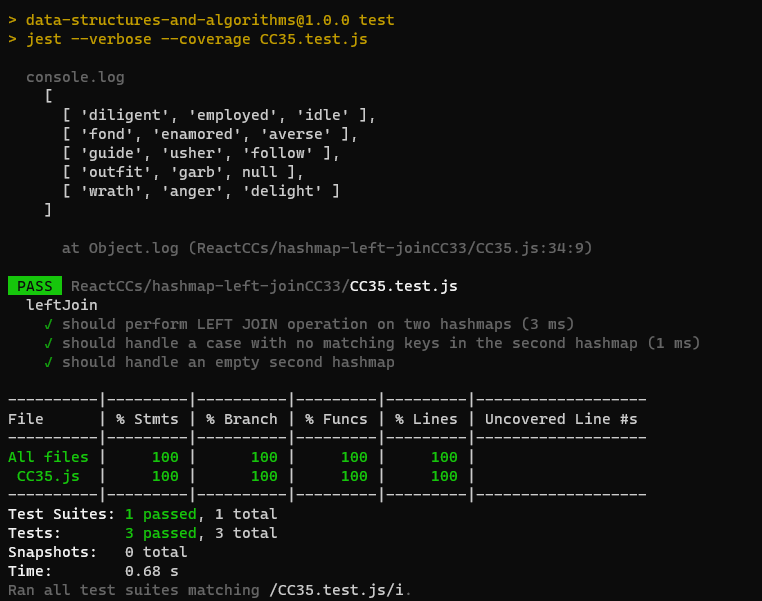 > data-structures-and-algorithms@1.0.0 test
> jest --verbose --coverage CC35.test.js
console.log
[
[ 'diligent', 'employed', 'idle' ],
[ 'fond', 'enamored', 'averse' ],
[ 'guide', 'usher', 'follow' ],
[ 'outfit', 'garb', null ],
[ 'wrath', 'anger', 'delight' ]
]
at Object.log (ReactCCs/hashmap-left-joinCC33/CC35.js:34:9)
PASS ReactCCs/hashmap-left-joinCC33/CC35.test.js
leftJoin
√ should perform LEFT JOIN operation on two hashmaps (3 ms)
√ should handle a case with no matching keys in the second hashmap (1 ms)
√ should handle an empty second hashmap
----------|---------|----------|---------|---------|-------------------
File      | % Stmts | % Branch | % Funcs | % Lines | Uncovered Line #s
----------|---------|----------|---------|---------|-------------------
All files |     100 |      100 |     100 |     100 |
CC35.js  |     100 |      100 |     100 |     100 |
----------|---------|----------|---------|---------|-------------------
Test Suites: 1 passed, 1 total
Tests:       3 passed, 3 total
Snapshots:   0 total
Time:        0.68 s
Ran all test suites matching /CC35.test.js/i.